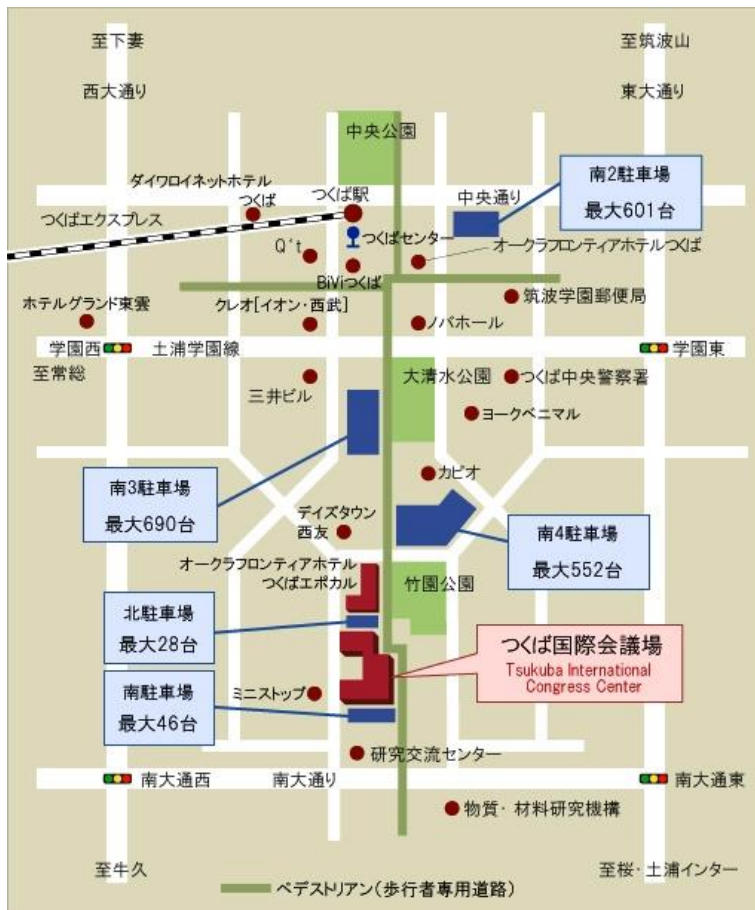 至下妻
至筑波山
西大通り
東大通り
中央公園
ダイワロイネットホテル
つくば
つくば駅
中央通り
南2駐車場
最大601台
つくばエクスプレス
つくばセンター
Q't
オークラフロンティアホテルつくば
BiViつくば
ホテルグランド東雲
クレオ[イオン・西武]
筑波学園郵便局
ノバホール
学園西
土浦学園線
学園東
至常総
三井ビル
大清水公園
つくば中央警察署
ヨークベニマル
南3駐車場
最大690台
カピオ
デイズタウン
西友
南4駐車場
最大552台
オークラフロンティアホテル
つくばエポカル
竹園公園
北駐車場
最大28台
つくば国際会議場
Tsukuba International
Congress Center
南駐車場
最大46台
ミニストップ
研究交流センター
南大通西
南大通り
南大通東
物質・材料研究機構
至牛久
至桜・土浦インター
ペデストリアン(歩行者専用道路)